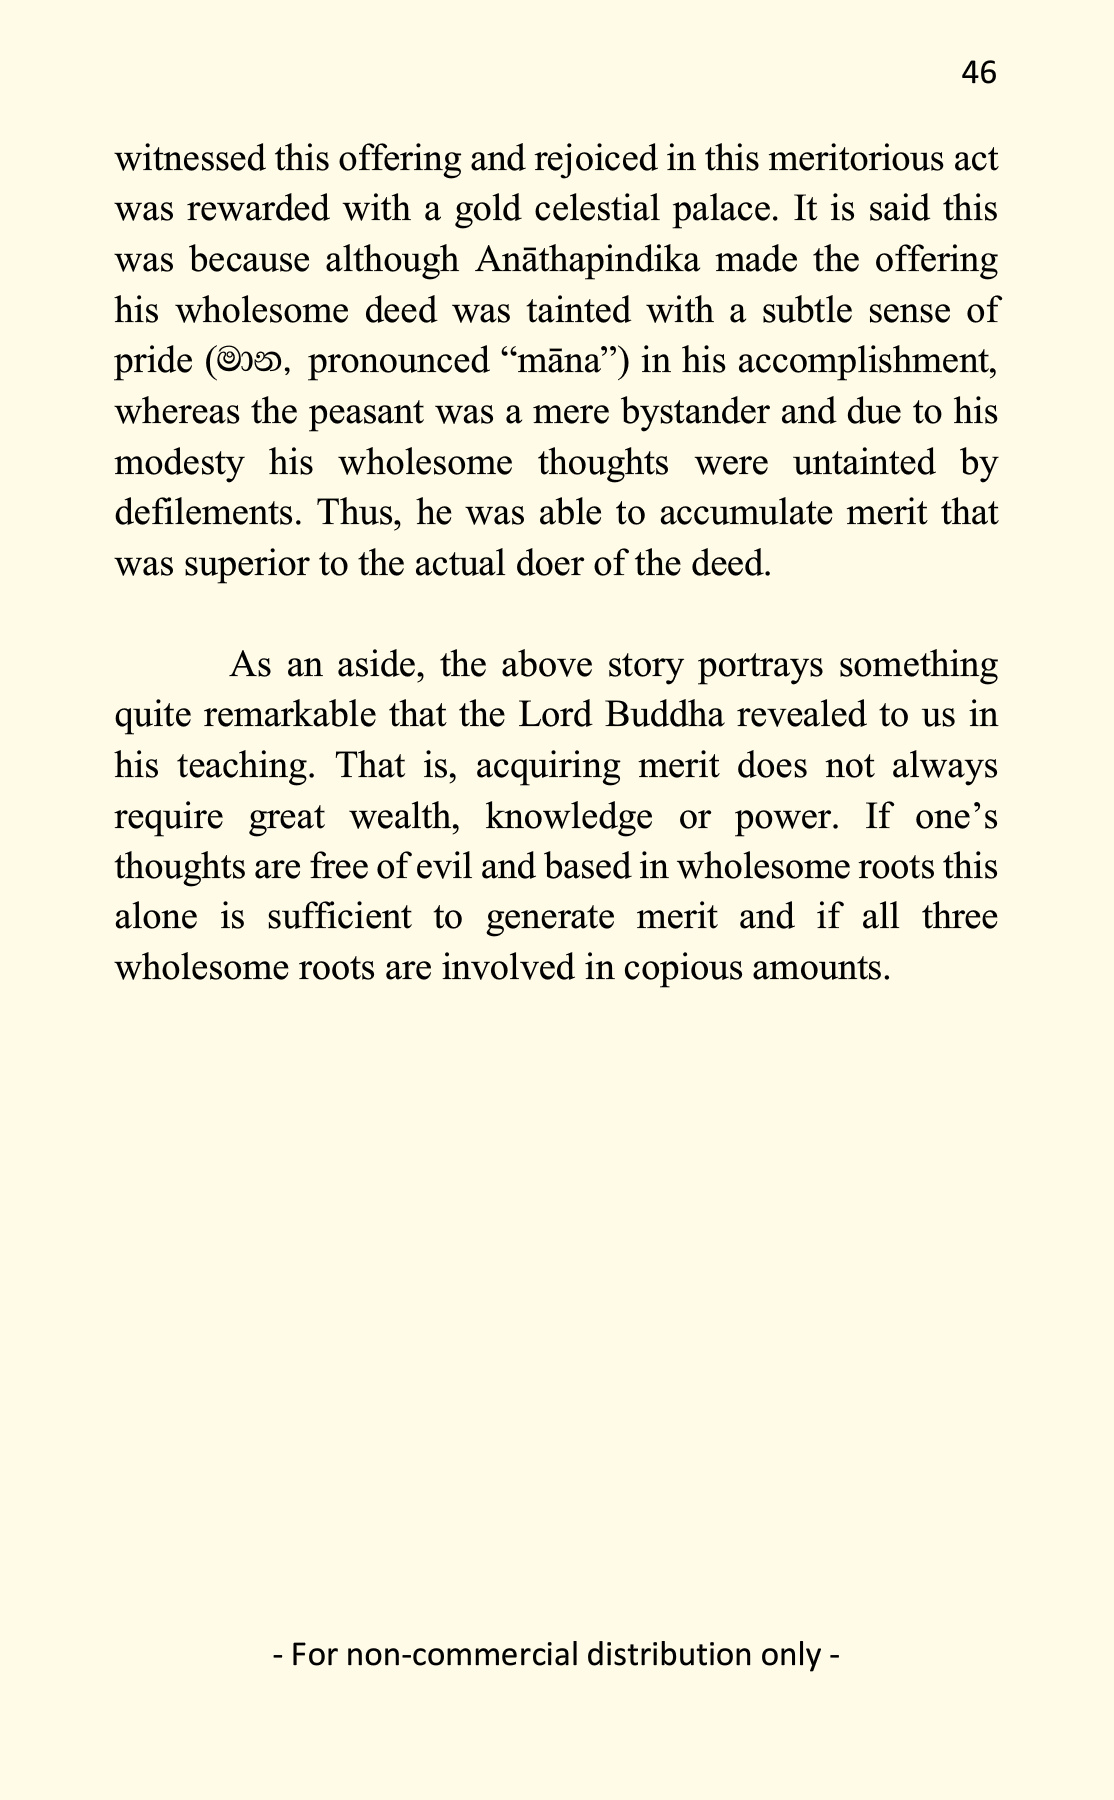 46
witnessed this offering and rejoiced in this meritorious act
was rewarded with a gold celestial palace. It is said this
was because although Anāthapindika made the offering
his wholesome deed was tainted with a subtle sense of
pride (මාන, pronounced “māna”) in his accomplishment,
whereas the peasant was a mere bystander and due to his
modesty his wholesome thoughts were untainted by
defilements. Thus, he was able to accumulate merit that
was superior to the actual doer of the deed.
As an aside, the above story portrays something
quite remarkable that the Lord Buddha revealed to us in
his teaching. That is, acquiring merit does not always
require great wealth, knowledge or power. If one’s
thoughts are free of evil and based in wholesome roots this
alone is sufficient to generate merit and if all three
wholesome roots are involved in copious amounts.
- For non-commercial distribution only -